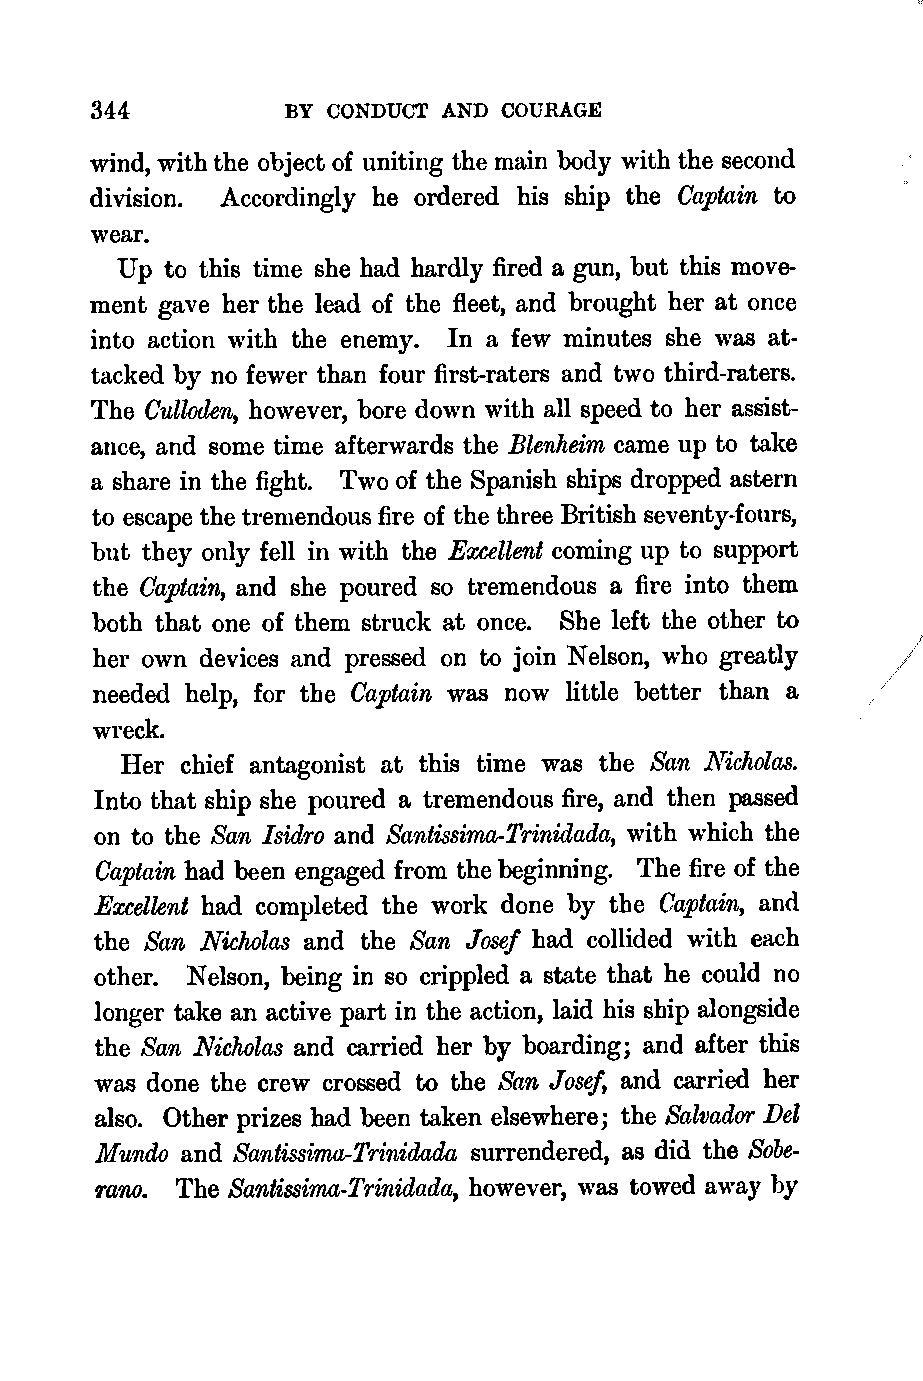 344 BY CONDUCT AND COURAGE
wind, with the object of uniting the main body with the second
division. Accordingly he ordered his ship the Captain to
wear.
Up to this time she had hardly fired a gun, but this move-
ment gave her the lead of the fleet, and brought her at once
into action with the enemy. In a few minutes she was at-
tacked by no fewer than four first-raters and two third-raters.
The Culloden, however, bore down with all speed to her assist-
ance, and some time afterwards the Blenheim came up to take
a share in the fight. Two of the Spanish ships dropped astern
to escape the tremendous fire of the three British seventy-fours,
but they only fell in with the Excellent coming up to support
the Captain, and she poured so tremendous a fire into them
both that one of them struck at once. She left the other to
her own devices and pressed on to join Nelson, who greatly
needed help, for the Captain was now little better than a
wreck.
Her chief antagonist at this time was the San Nicholas.
Into that ship she poured a tremendous fire, and then passed
on to the San Isidro and Santissima-Trinidada, with which the
Captain had been engaged from the beginning. The fire of the
Excellent had completed the work done by the Captain, and
the San Nicholas and the San Josef had collided with each
other. Nelson, being in so crippled a state that he could no
longer take an active part in the action, laid his ship alongside
the San Nicholas and carried her by boarding; and after this
was done the crew crossed to the San Josef, and carried her
also. Other prizes had been taken elsewhere; the Salvador Del
Mundo and Santissima-Trinidada surrendered, as did the Sobe-
rano. The Santissima-Trinidada, however, was towed away by